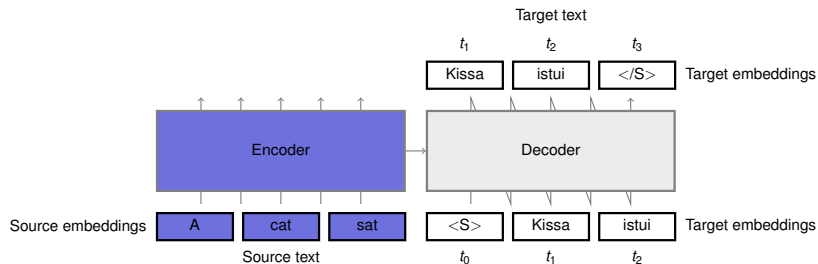 Target text
t1 t2 t3
Kissa istui </S> Target embeddings
Encoder Decoder
Source embeddings A cat sat <S> Kissa istui Target embeddings
Source text t0 t1 t2